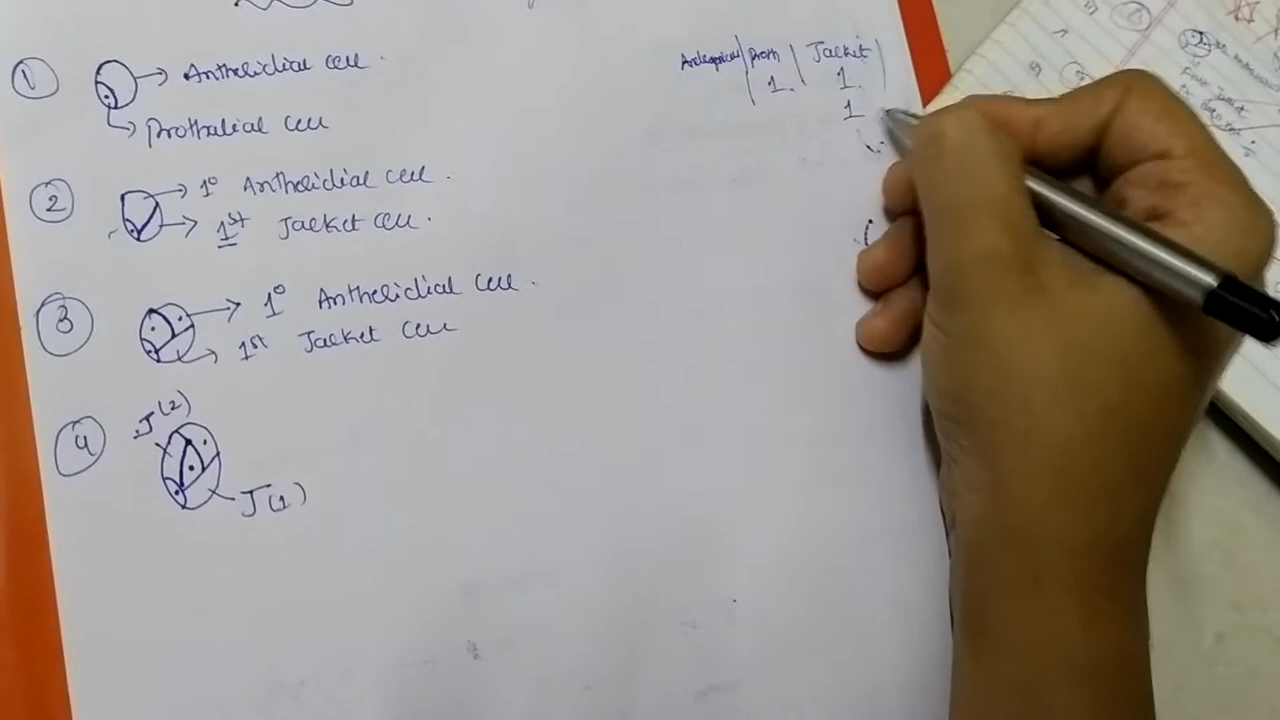 1 → Antheridial cell.
→ Prothalial cell
2 → 1° Antheridial cell.
→ 1st Jacket cell.
3 → 1° Antheridial cell.
→ 1st Jacket cell
4 J(2)
J(1)
Proth | Jacket
1. 1.
1